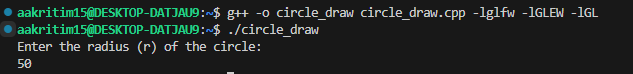 aakritim15@DESKTOP-DATJAU9:~$ g++ -o circle_draw circle_draw.cpp -lglfw -lGLEW -lGL
aakritim15@DESKTOP-DATJAU9:~$ ./circle_draw
Enter the radius (r) of the circle:
50